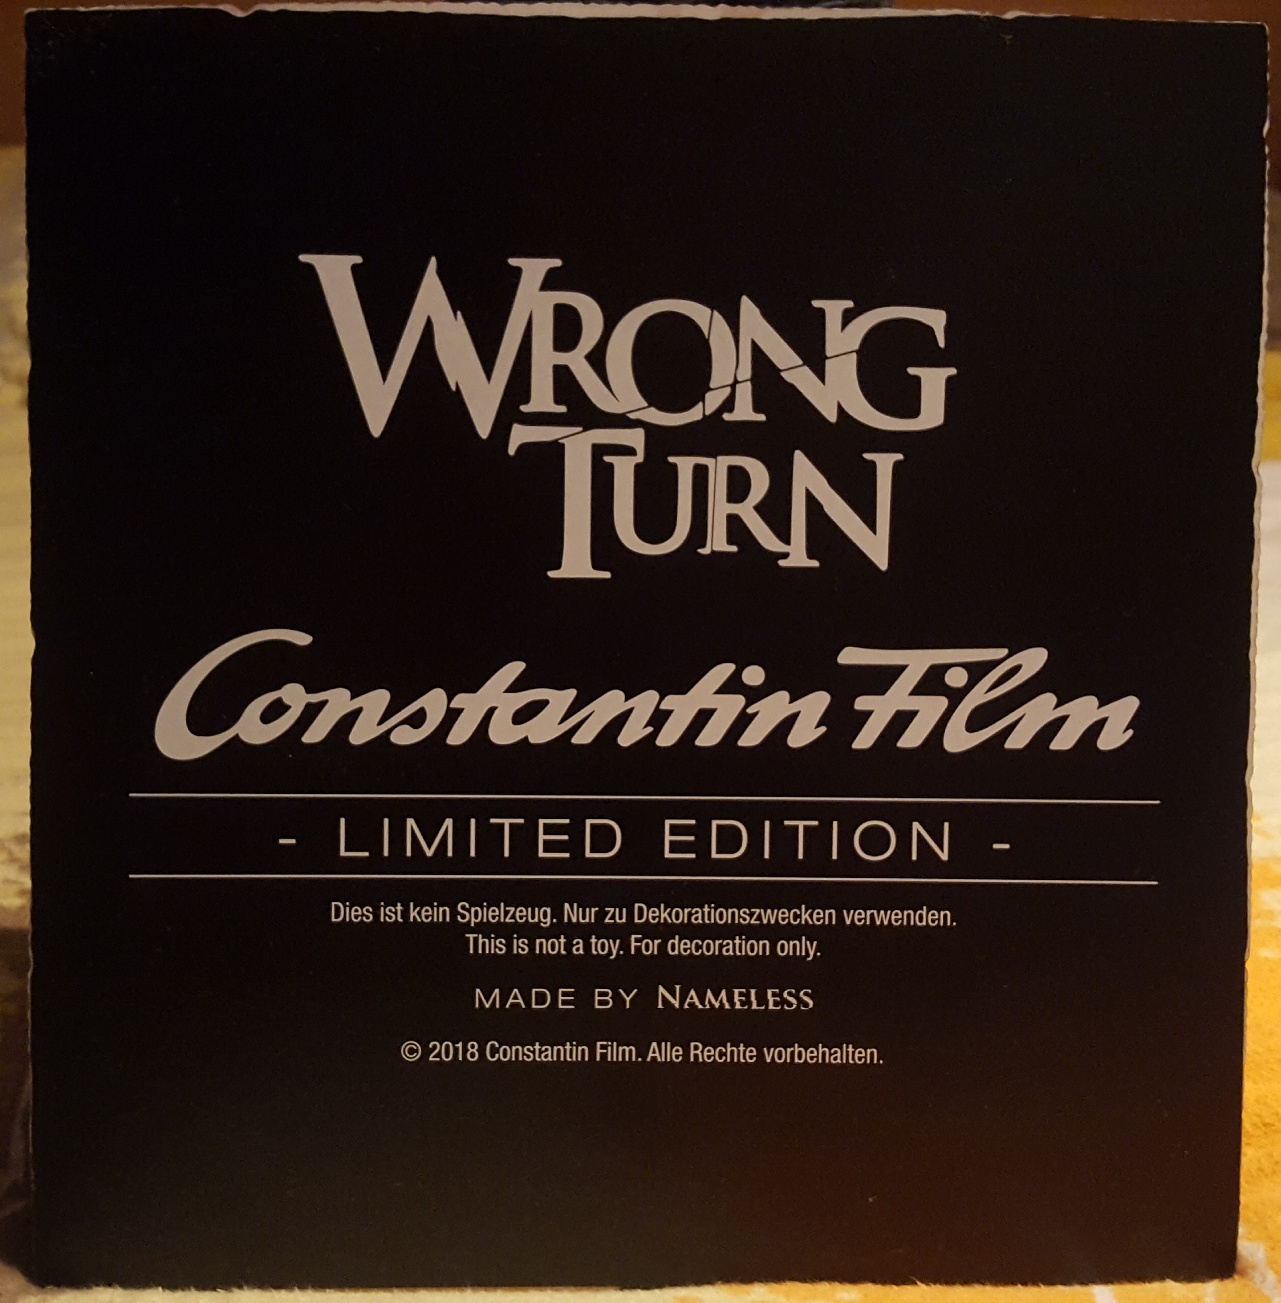 WRONG
TURN
Constantin Film
- LIMITED EDITION -
Dies ist kein Spielzeug. Nur zu Dekorationszwecken verwenden.
This is not a toy. For decoration only.
MADE BY NAMELESS
© 2018 Constantin Film. Alle Rechte vorbehalten.